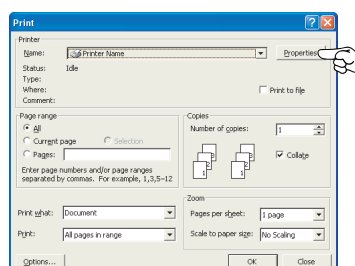 Print
Printer
Name: Printer Name Properties
Status: Idle
Type:
Where: Print to file
Comment:
Page range
All
Current page Selection
Pages:
Enter page numbers and/or page ranges
separated by commas. For example, 1,3,5–12
Copies
Number of copies: 1
Collate
Print what: Document
Print: All pages in range
Zoom
Pages per sheet: 1 page
Scale to paper size: No Scaling
Options... OK Close